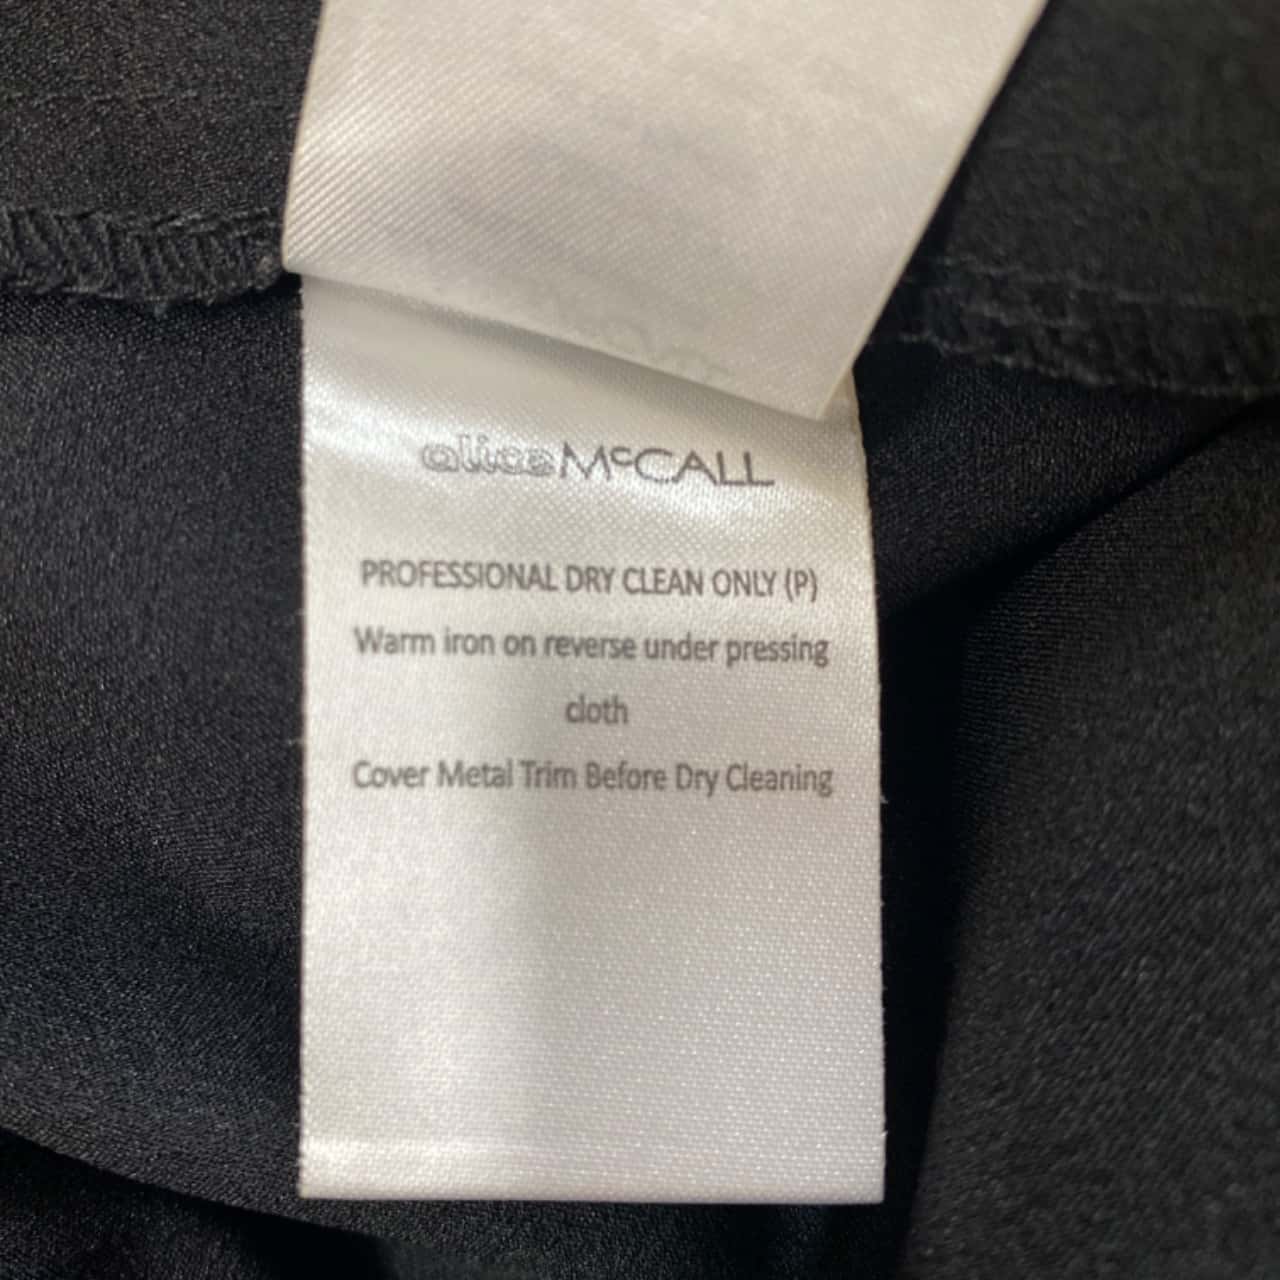 alice McCALL
PROFESSIONAL DRY CLEAN ONLY (P)
Warm iron on reverse under pressing
cloth
Cover Metal Trim Before Dry Cleaning